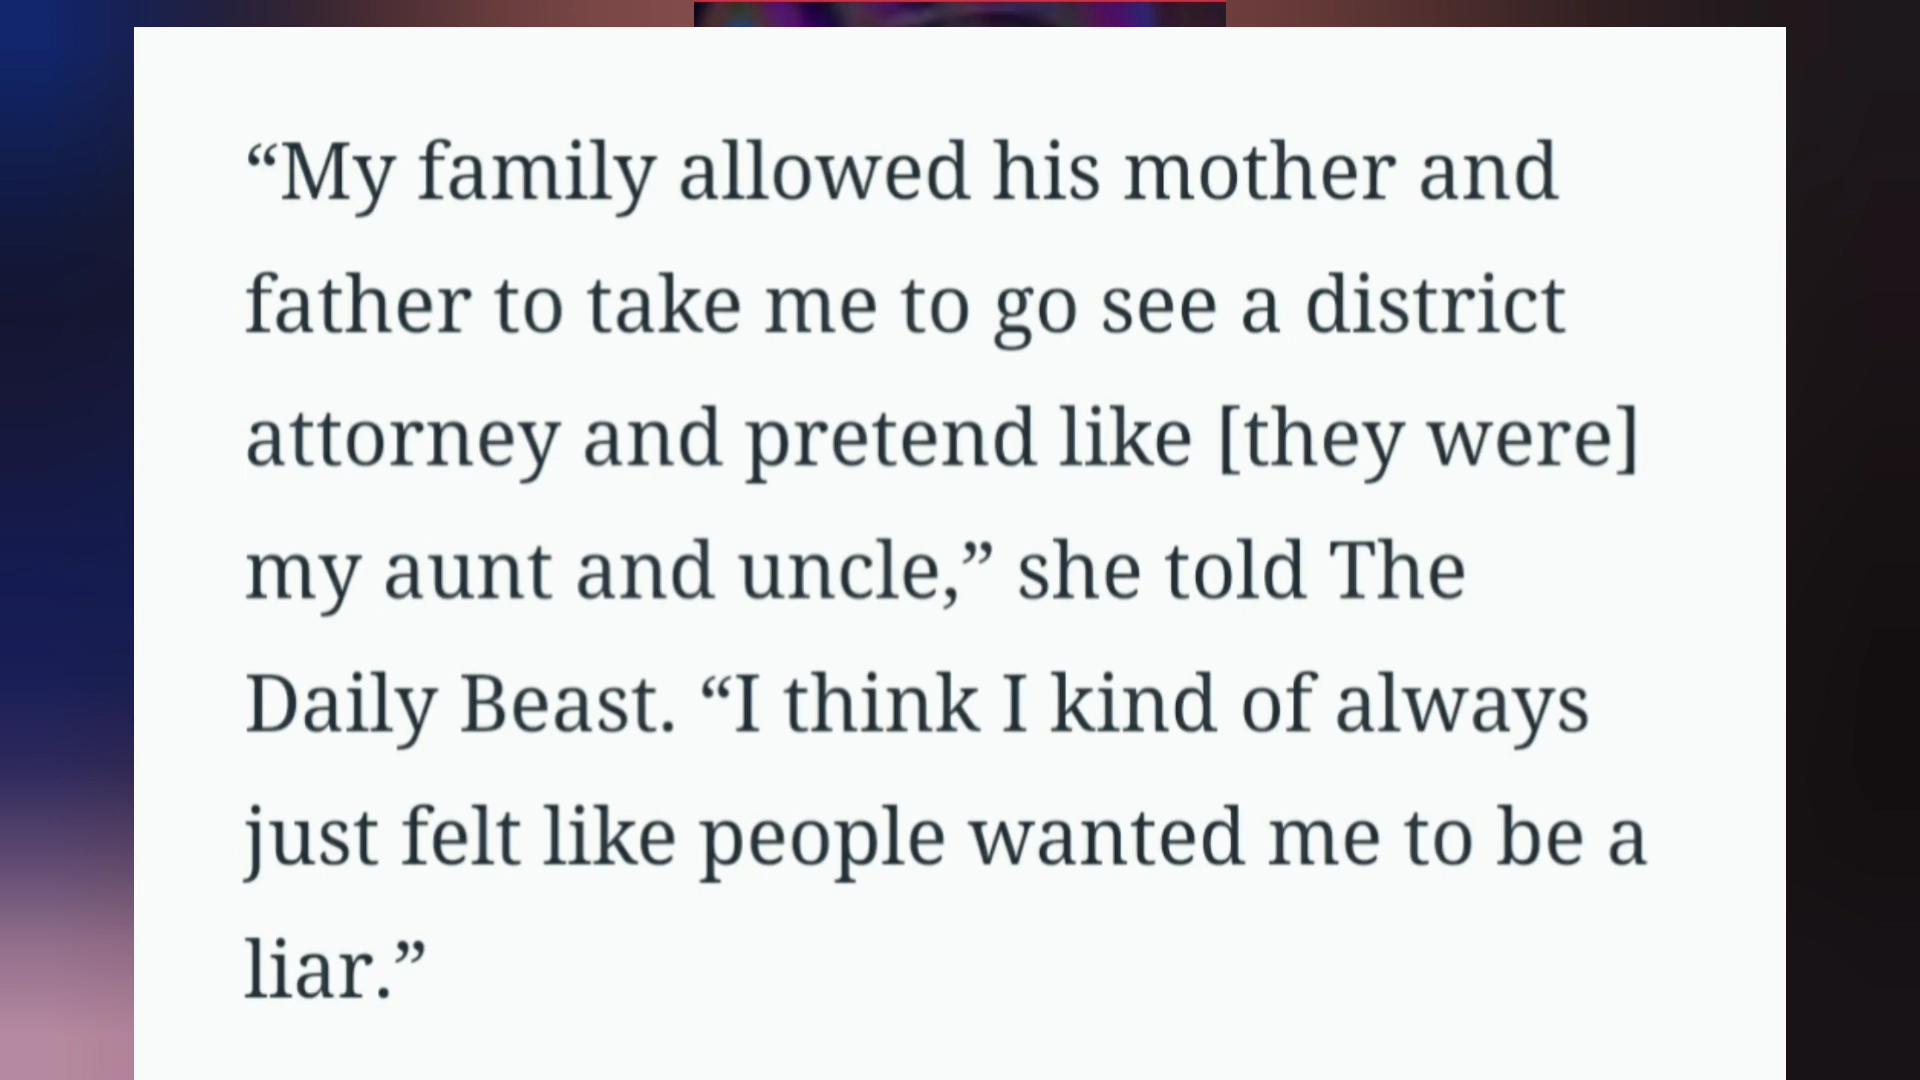 “My family allowed his mother and
father to take me to go see a district
attorney and pretend like [they were]
my aunt and uncle,” she told The
Daily Beast. “I think I kind of always
just felt like people wanted me to be a
liar.”